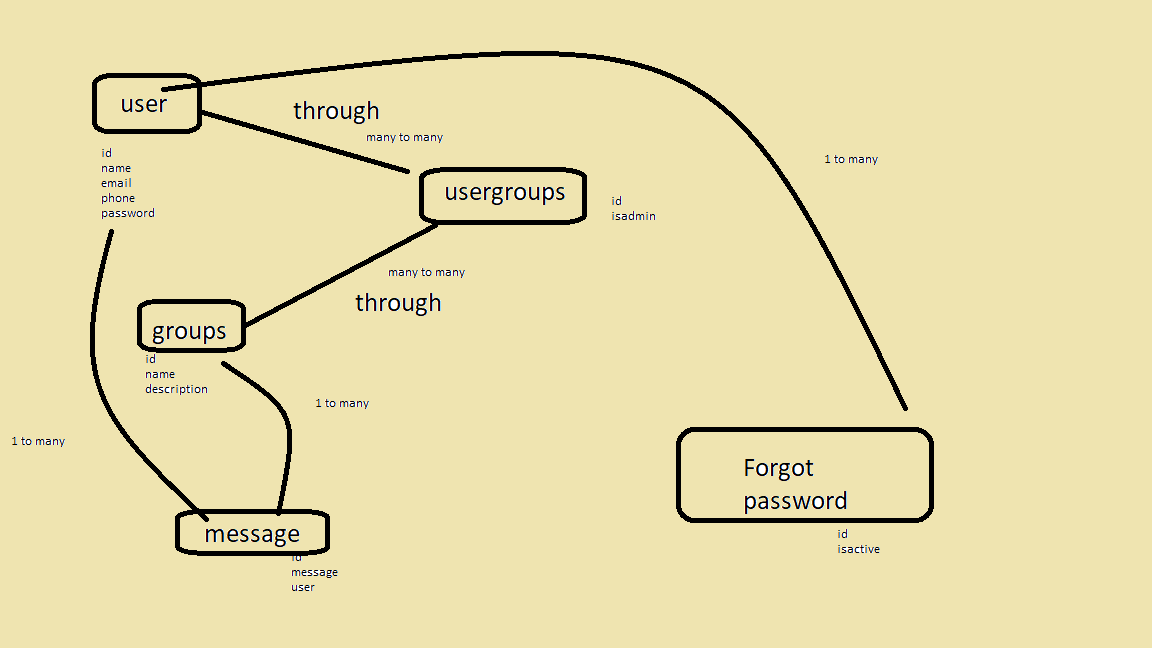 user
through
many to many
1 to many
id
name
email
phone
password
usergroups
id
isadmin
many to many
through
groups
id
name
description
1 to many
1 to many
Forgot
password
id
isactive
message
id
message
user